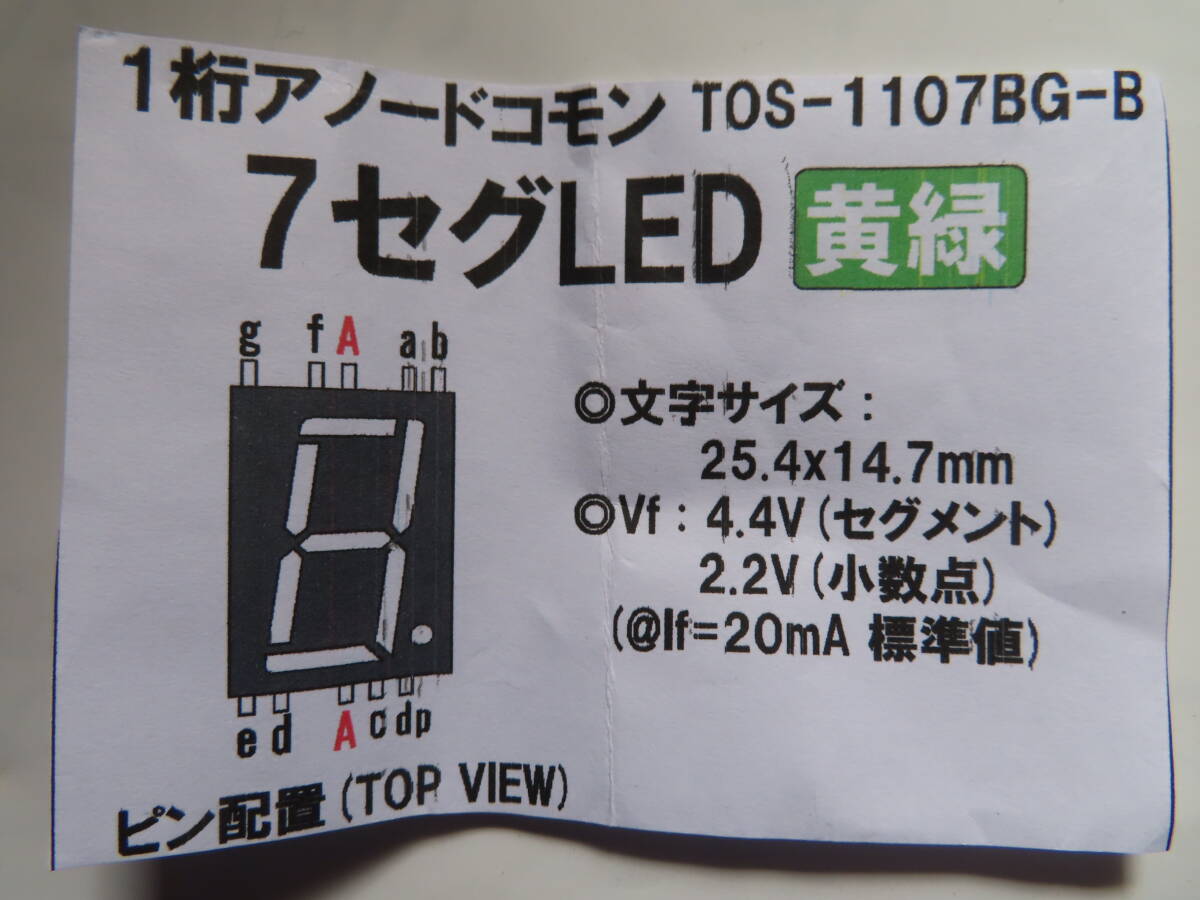 1桁アノードコモン TOS-1107BG-B
7セグLED 黄緑
g f A a b
◎文字サイズ：
25.4x14.7mm
◎Vf：4.4V(セグメント)
2.2V(小数点)
(@If=20mA 標準値)
e d A c dp
ピン配置(TOP VIEW)